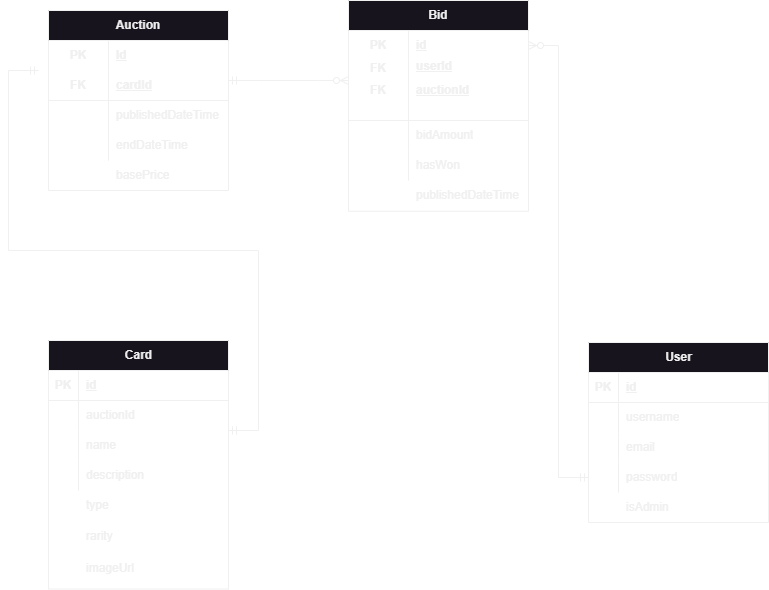 Auction
PK Id
FK cardId
publishedDateTime
endDateTime
basePrice
Bid
PK id
FK userId
FK auctionId
bidAmount
hasWon
publishedDateTime
Card
PK id
auctionId
name
description
type
rarity
imageUrl
User
PK id
username
email
password
isAdmin